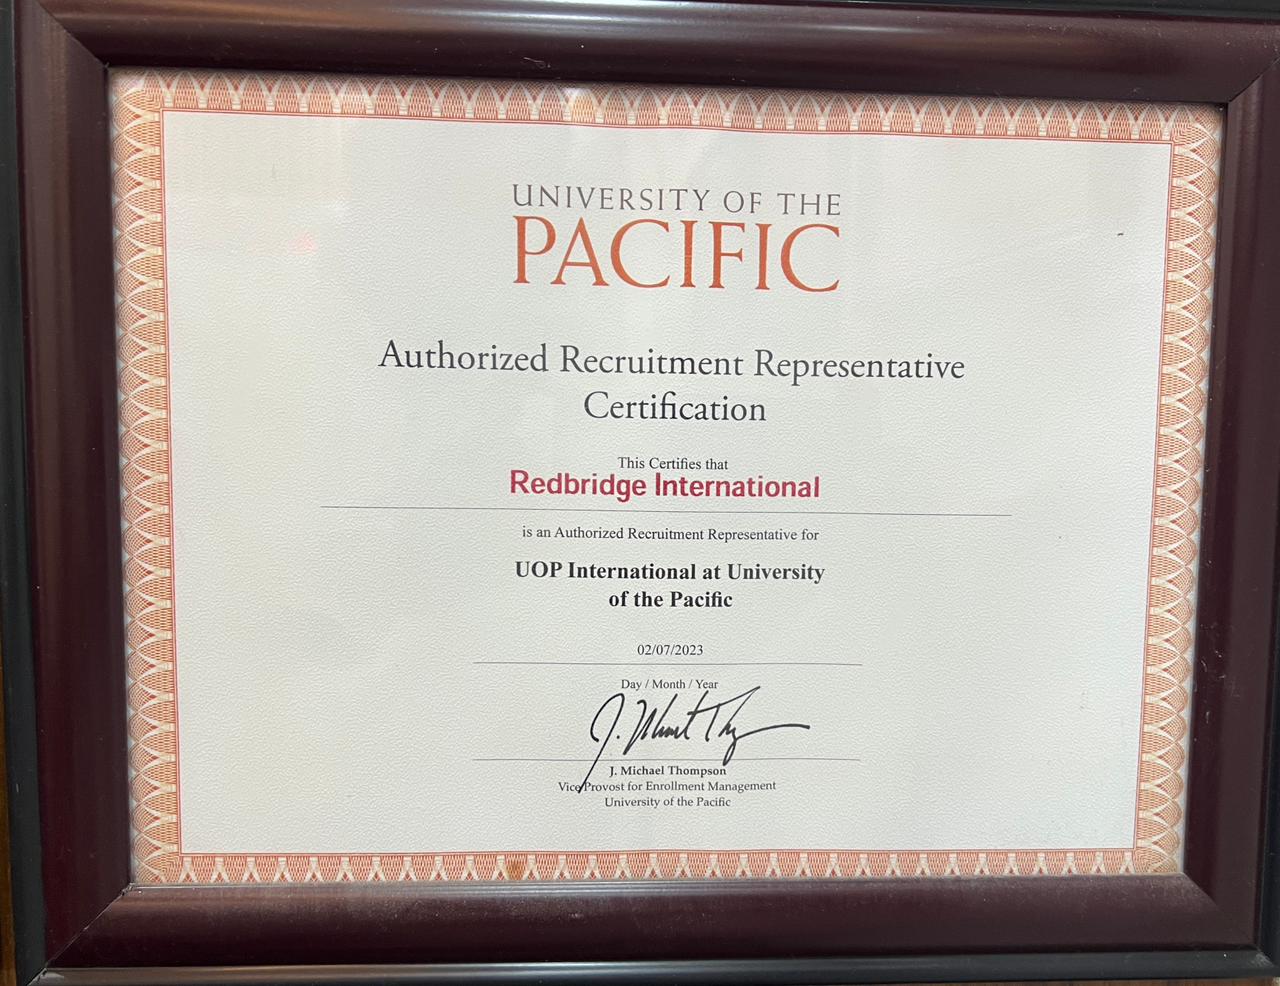 UNIVERSITY OF THE
PACIFIC
Authorized Recruitment Representative
Certification
This Certifies that
Redbridge International
is an Authorized Recruitment Representative for
UOP International at University
of the Pacific
02/07/2023
Day / Month / Year
J. Michael Thompson
Vice Provost for Enrollment Management
University of the Pacific